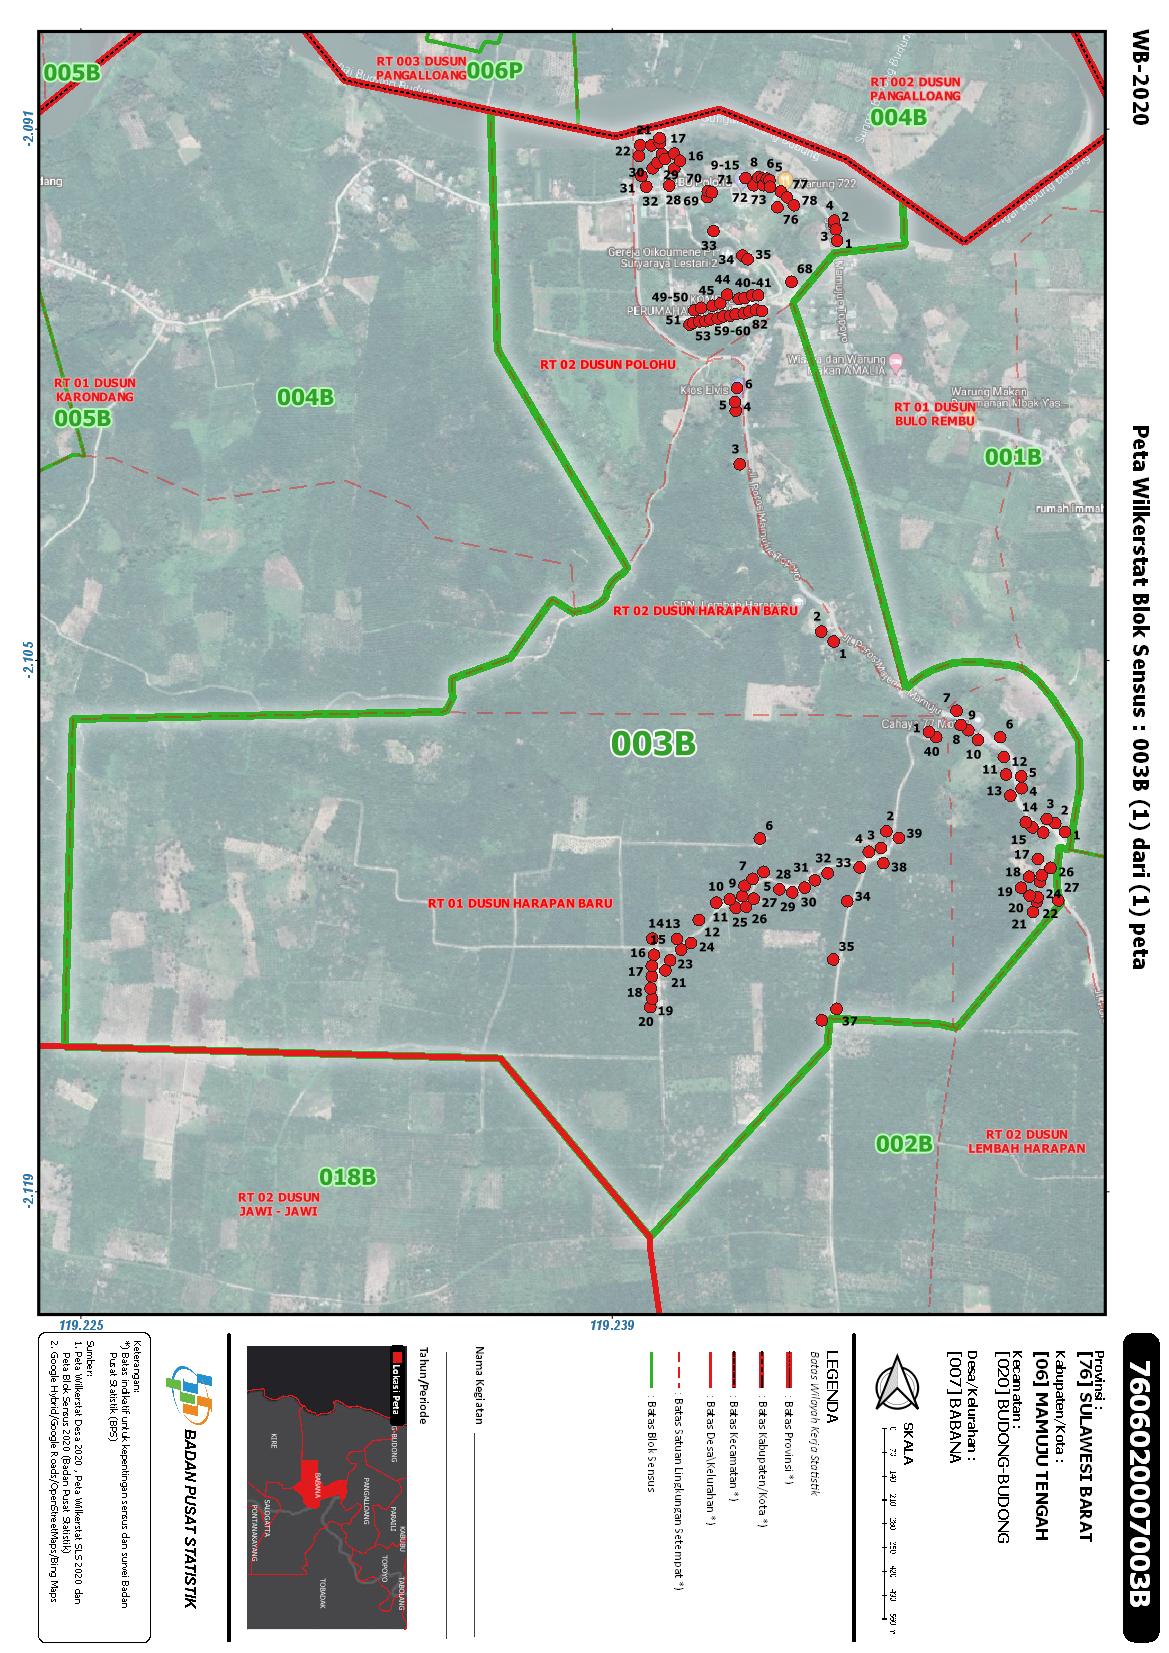 WB-2020
Peta Wilkerstat Blok Sensus : 003B (1) dari (1) peta
7606020007003B
Provinsi :
[76] SULAWESI BARAT
Kabupaten/Kota :
[06] MAMUJU TENGAH
Kecamatan :
[020] BUDONG-BUDONG
Desa/Kelurahan :
[007] BABANA
SKALA
0 70 140 210 350 420 490 560 m
LEGENDA
Batas Wilayah Kerja Statistik
: Batas Provinsi *)
: Batas Kabupaten/Kota *)
: Batas Kecamatan *)
: Batas Desa\Kelurahan *)
: Batas Satuan Lingkungan Setempat *)
: Batas Blok Sensus
Nama Kegiatan
Tahun/Periode
Lokasi Peta
G-BUDONG
KABUBU
TABOLANG
PARAILI
PANGALLOANG
TOPOYO
BABANA
TOBADAK
KIRE
SALOGATTA
PONTANAKAYANG
BADAN PUSAT STATISTIK
Keterangan:
*) Batas indikatif untuk kepentingan sensus dan survei Badan
Pusat Statistik (BPS)
Sumber:
1. Peta Wilkerstat Desa 2020 , Peta Wilkerstat SLS 2020 dan
Peta Blok Sensus 2020 (Badan Pusat Statistik)
2. Google Hybrid/Google Roads/OpenStreetMaps/Bing Maps
-2.091
-2.105
-2.119
119.225
119.239
005B
RT 003 DUSUN
PANGALLOANG
006P
RT 002 DUSUN
PANGALLOANG
004B
21
17
22
16
30
29
31
32
28
70
69
9-15
71
8
6
5
72
73
77
76
78
Warung 722
4
2
3
1
33
Gereja Oikoumene PT
Suryaraya Lestari 2
34
35
68
44
40-41
45
49-50
51
53
59-60
82
PERUMAHA
Mamuju Topoyo
RT 02 DUSUN POLOHU
Wisma dan Warung
Makan AMALIA
Warung Makan
RT 01 DUSUN
BULO REMBU
001B
rumah immah
RT 01 DUSUN
KARONDANG
005B
004B
Kios Elvis
6
5
4
3
RT 02 DUSUN HARAPAN BARU
SDN. Lembah Harapan
2
1
003B
7
9
6
8
10
1
40
12
11
5
4
13
3
2
14
1
15
17
26
18
27
19
24
20
22
21
6
2
39
4
3
38
33
32
31
28
7
5
9
10
30
29
27
26
25
11
34
12
14
13
15
24
16
23
17
21
18
19
20
35
37
RT 01 DUSUN HARAPAN BARU
002B
RT 02 DUSUN
LEMBAH HARAPAN
018B
RT 02 DUSUN
JAWI - JAWI